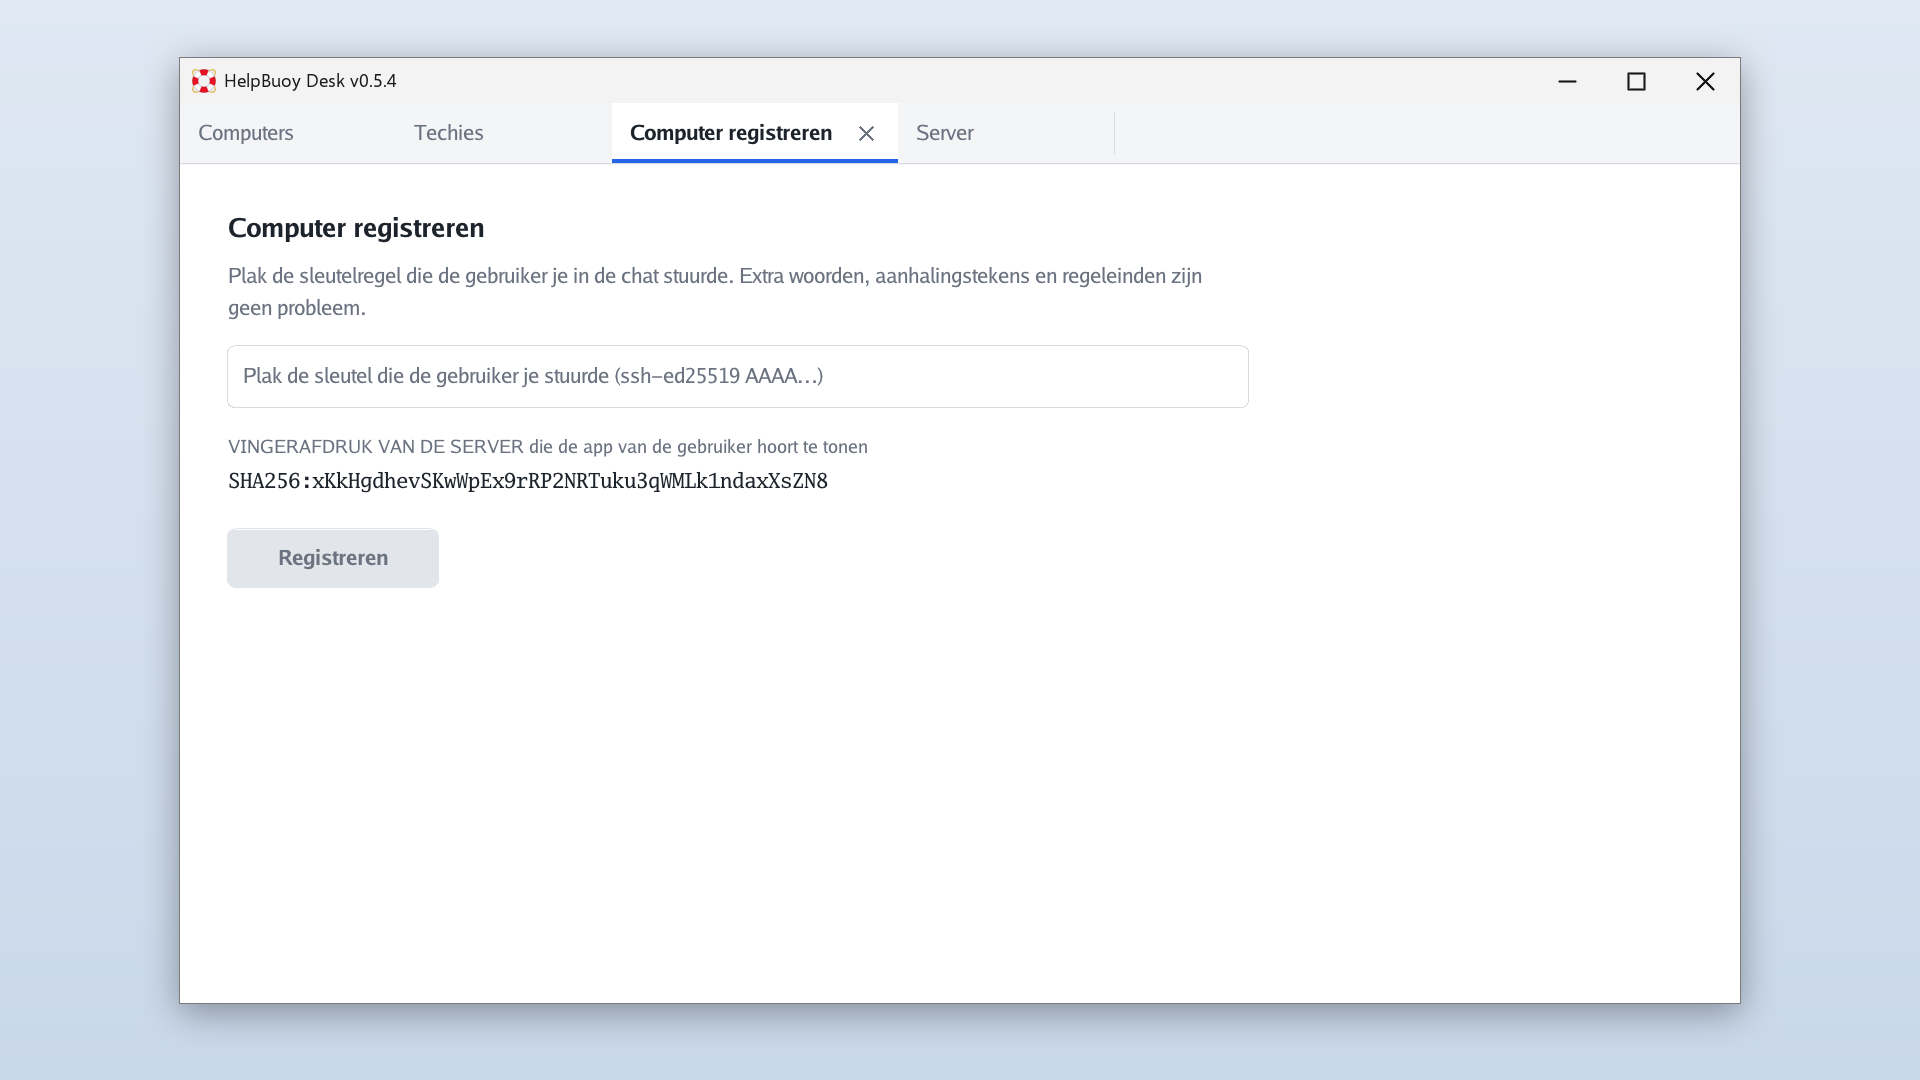 HelpBuoy Desk v0.5.4
Computers
Techies
Computer registreren
Server
Computer registreren
Plak de sleutelregel die de gebruiker je in de chat stuurde. Extra woorden, aanhalingstekens en regeleinden zijn
geen probleem.
Plak de sleutel die de gebruiker je stuurde (ssh-ed25519 AAAA...)
VINGERAFDRUK VAN DE SERVER die de app van de gebruiker hoort te tonen
SHA256:xKkHgdhevSKwWpEx9rRP2NRTuku3qWMLk1ndaxXsZN8
Registreren